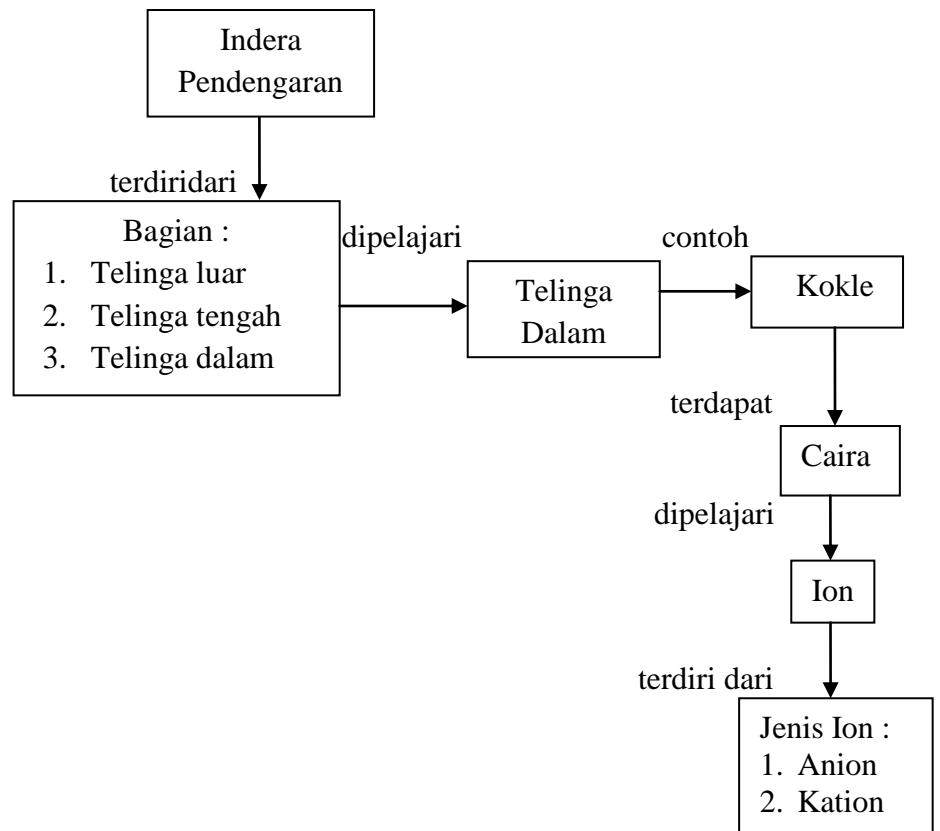 Indera
Pendengaran
terdiridari
Bagian :
1. Telinga luar
2. Telinga tengah
3. Telinga dalam
dipelajari
Telinga
Dalam
contoh
Kokle
terdapat
Caira
dipelajari
Ion
terdiri dari
Jenis Ion :
1. Anion
2. Kation